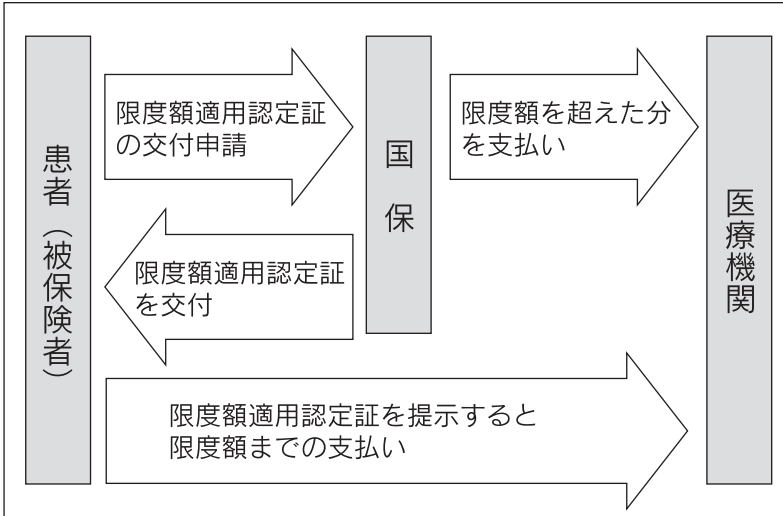 患者（被保険者）
限度額適用認定証
の交付申請
国保
限度額を超えた分
を支払い
医療機関
限度額適用認定証
を交付
限度額適用認定証を提示すると
限度額までの支払い